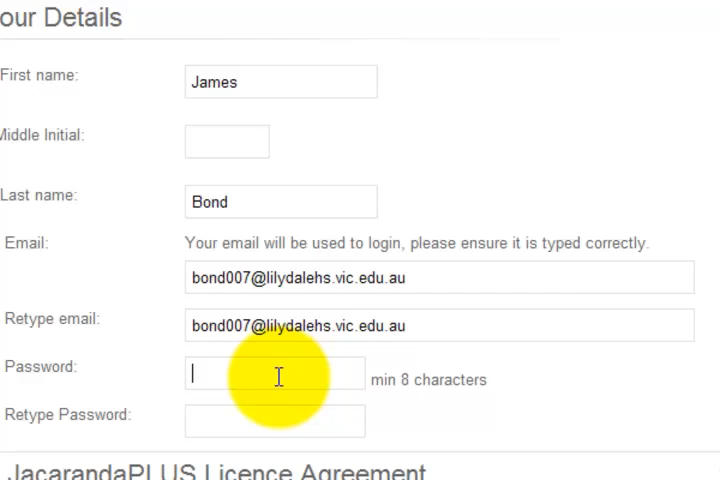 our Details
First name:
James
Middle Initial:
Last name:
Bond
Email:
Your email will be used to login, please ensure it is typed correctly.
bond007@lilydalehs.vic.edu.au
Retype email:
bond007@lilydalehs.vic.edu.au
Password:
min 8 characters
Retype Password:
JacarandaPLUS Licence Agreement